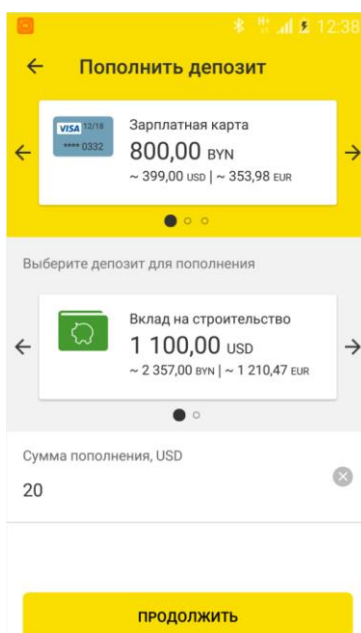 12:38
Пополнить депозит
VISA 12/18
**** 0332
Зарплатная карта
800,00 BYN
~ 399,00 USD | ~ 353,98 EUR
Выберите депозит для пополнения
Вклад на строительство
1 100,00 USD
~ 2 357,00 BYN | ~ 1 210,47 EUR
Сумма пополнения, USD
20
ПРОДОЛЖИТЬ